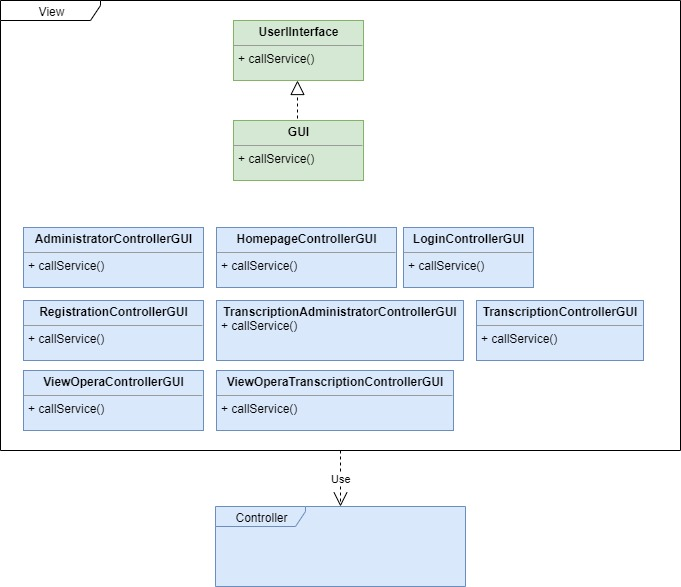 View
UserIInterface
+ callService()
GUI
+ callService()
AdministratorControllerGUI
+ callService()
HomepageControllerGUI
+ callService()
LoginControllerGUI
+ callService()
RegistrationControllerGUI
+ callService()
TranscriptionAdministratorControllerGUI
+ callService()
TranscriptionControllerGUI
+ callService()
ViewOperaControllerGUI
+ callService()
ViewOperaTranscriptionControllerGUI
+ callService()
Use
Controller